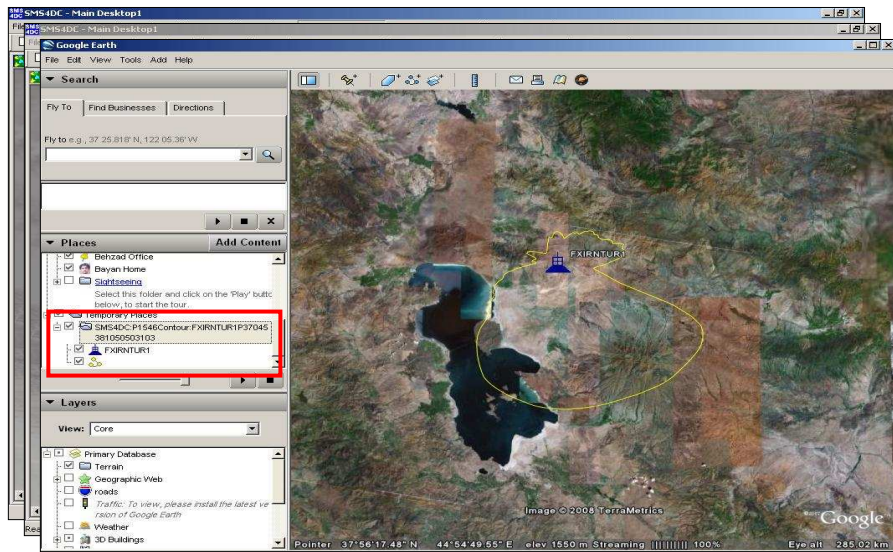 SMS4DC - Main Desktop1
SMS4DC - Main Desktop1
Google Earth
File Edit View Tools Add Help
Search
Fly To Find Businesses Directions
Fly to e.g., 37 25.818' N, 122 05.36' W
Places Add Content
Behzad Office
Bayan Home
Sightseeing
Select this folder and click on the 'Play' butto
below, to start the tour.
Temporary Places
SMS4DC:P1546Contour:FXIRNTUR1P37045
381050503103
FXIRNTUR1
Layers
View: Core
Primary Database
Terrain
Geographic Web
roads
Traffic: To view, please install the latest ve
rsion of Google Earth
Weather
3D Buildings
FXIRNTUR1
Image © 2008 TerraMetrics
Google
Pointer 37°56'17.48" N 44°54'49.55" E elev 1550 m Streaming 100% Eye alt 285.02 km